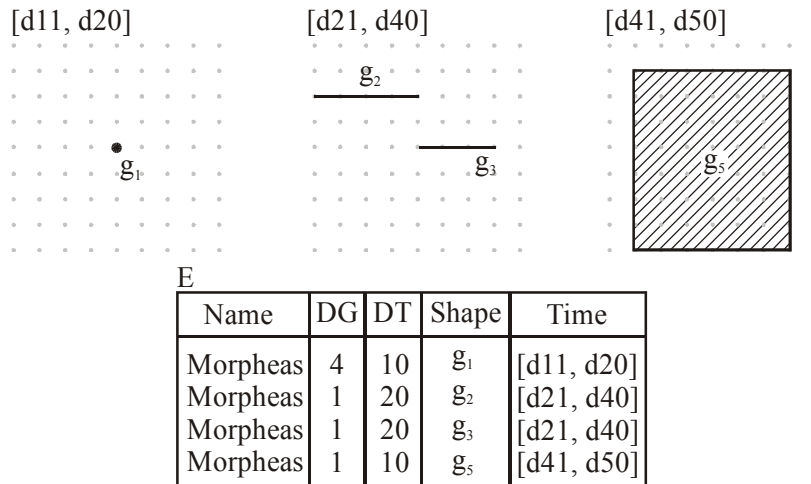 [d11, d20] [d21, d40] [d41, d50]
g₂
g₁ g₃ g₅
E
Name DG DT Shape Time
Morpheas 4 10 g₁ [d11, d20]
Morpheas 1 20 g₂ [d21, d40]
Morpheas 1 20 g₃ [d21, d40]
Morpheas 1 10 g₅ [d41, d50]